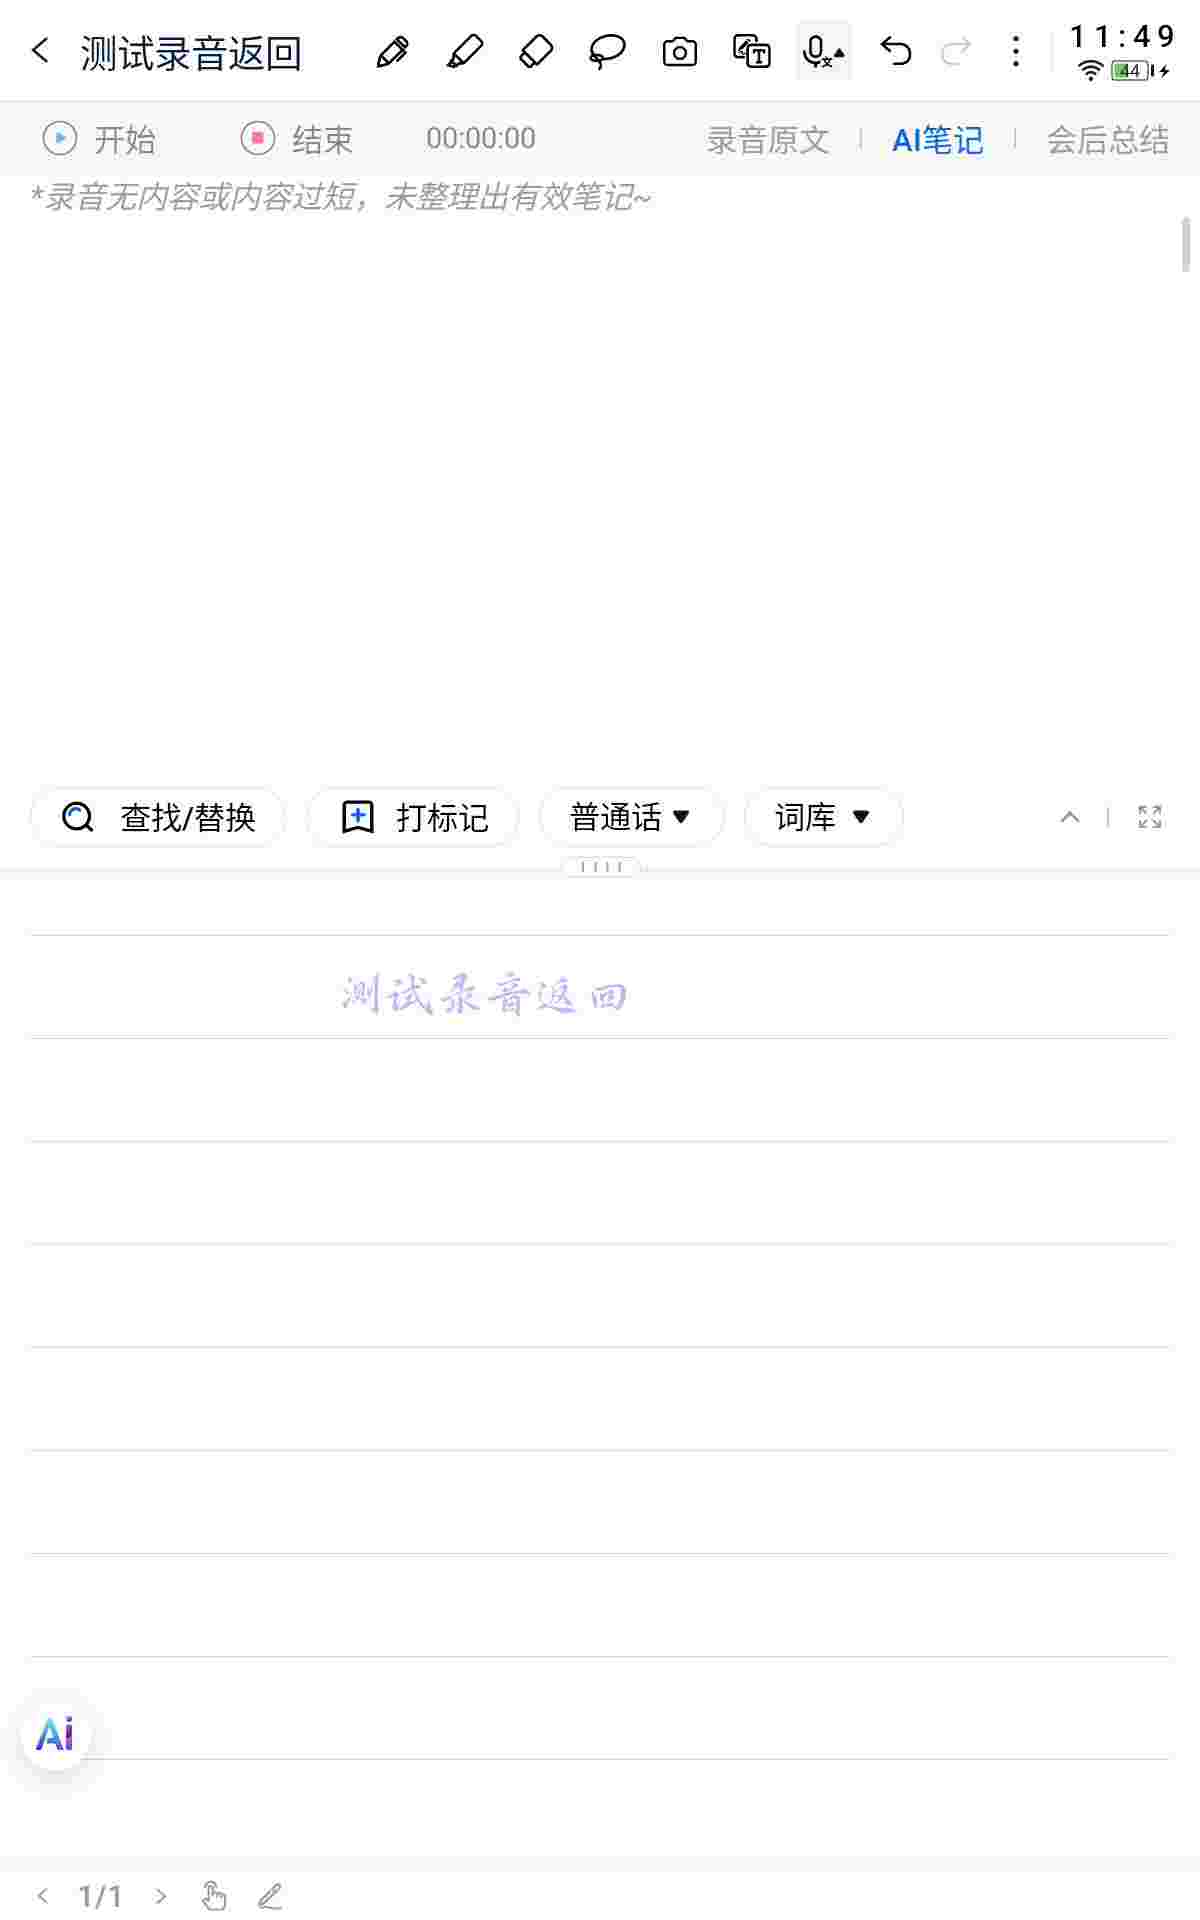 测试录音返回
11:49
44
开始 结束 00:00:00 录音原文 AI笔记 会后总结
*录音无内容或内容过短，未整理出有效笔记~
查找/替换 打标记 普通话 词库
测试录音返回
Ai
1/1